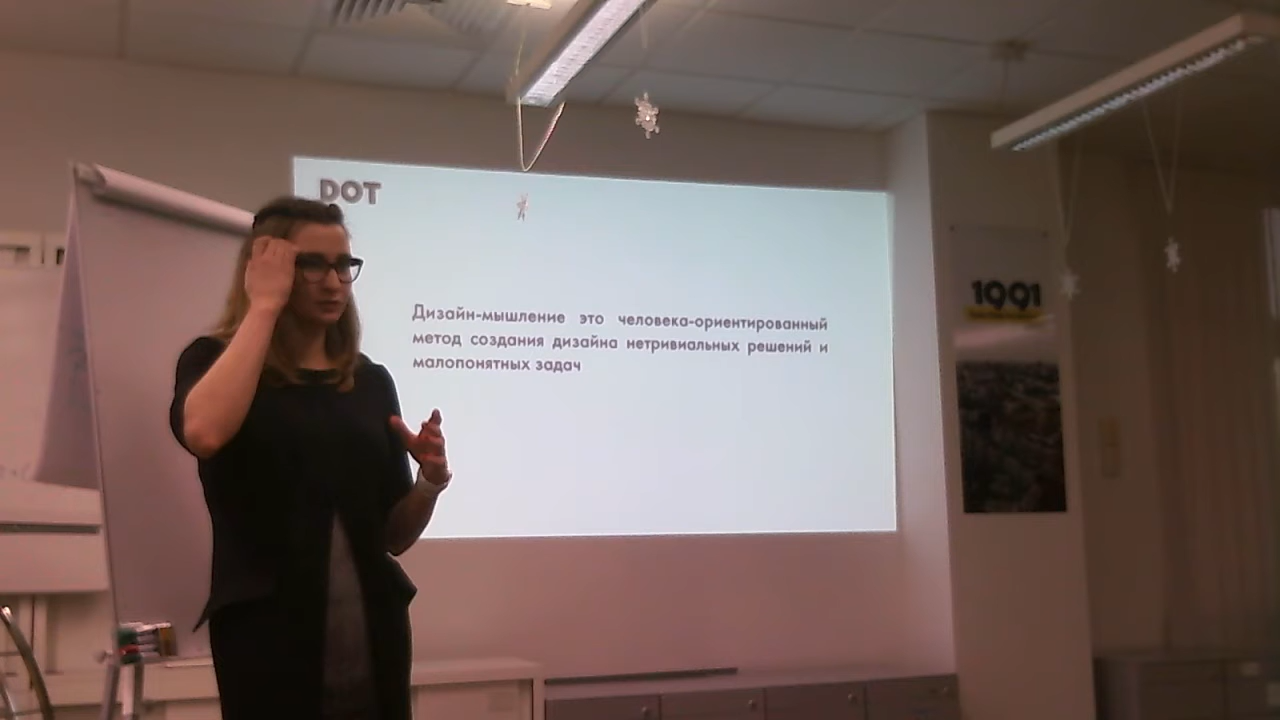 DOT
Дизайн-мышление это человека-ориентированный
метод создания дизайна нетривиальных решений и
малопонятных задач
1991